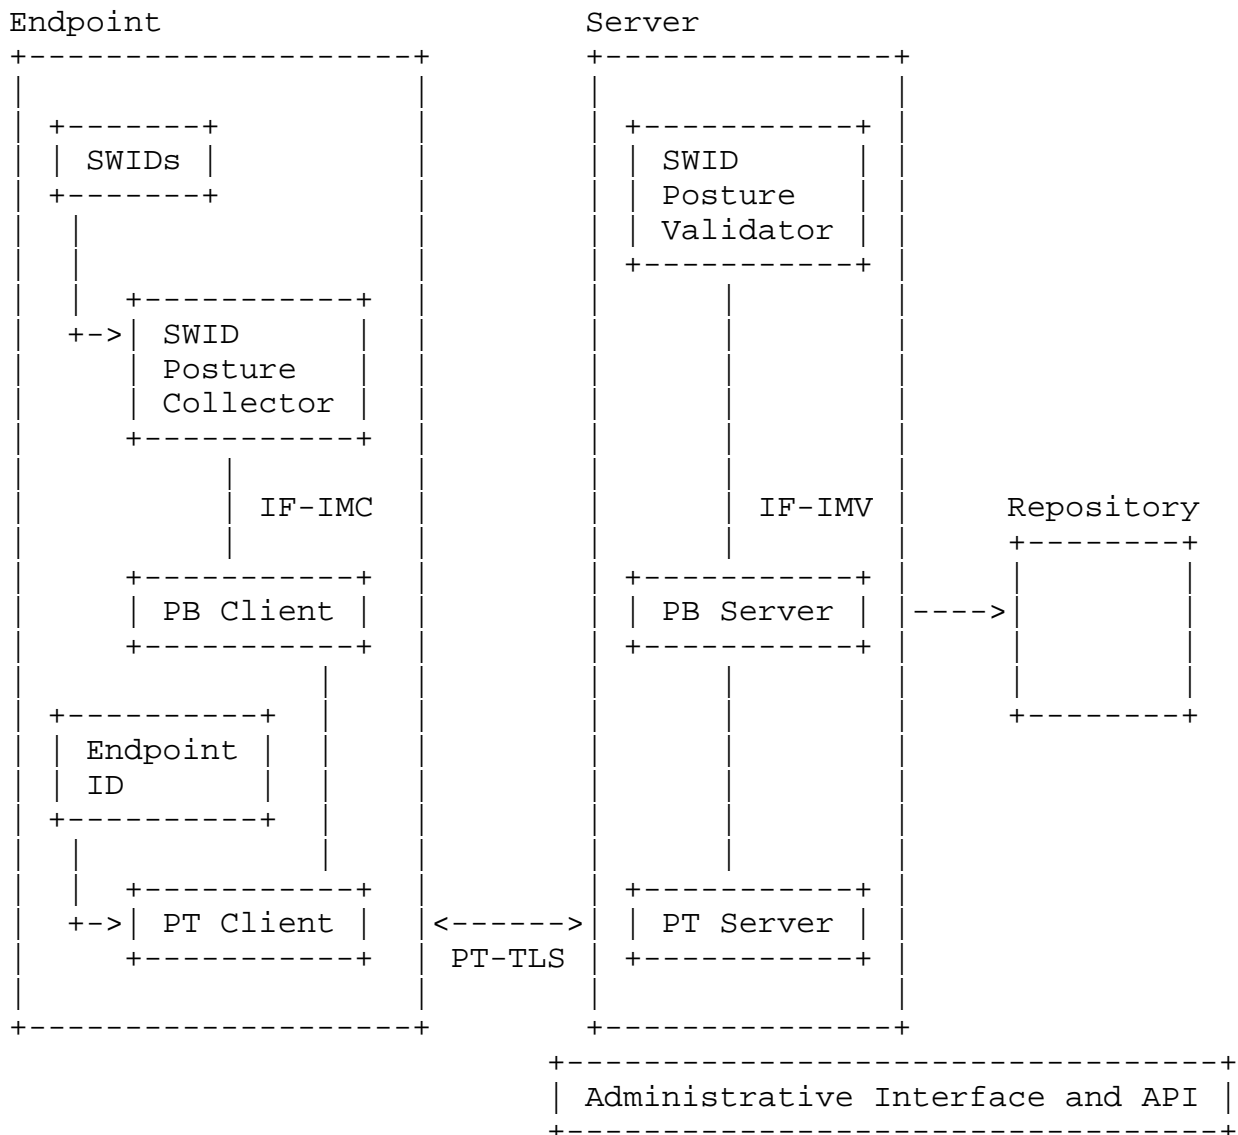 Endpoint
Server
SWIDs
SWID
Posture
Validator
SWID
Posture
Collector
IF-IMC
IF-IMV
Repository
PB Client
PB Server
---->
Endpoint
ID
PT Client
<------>
PT Server
PT-TLS
Administrative Interface and API